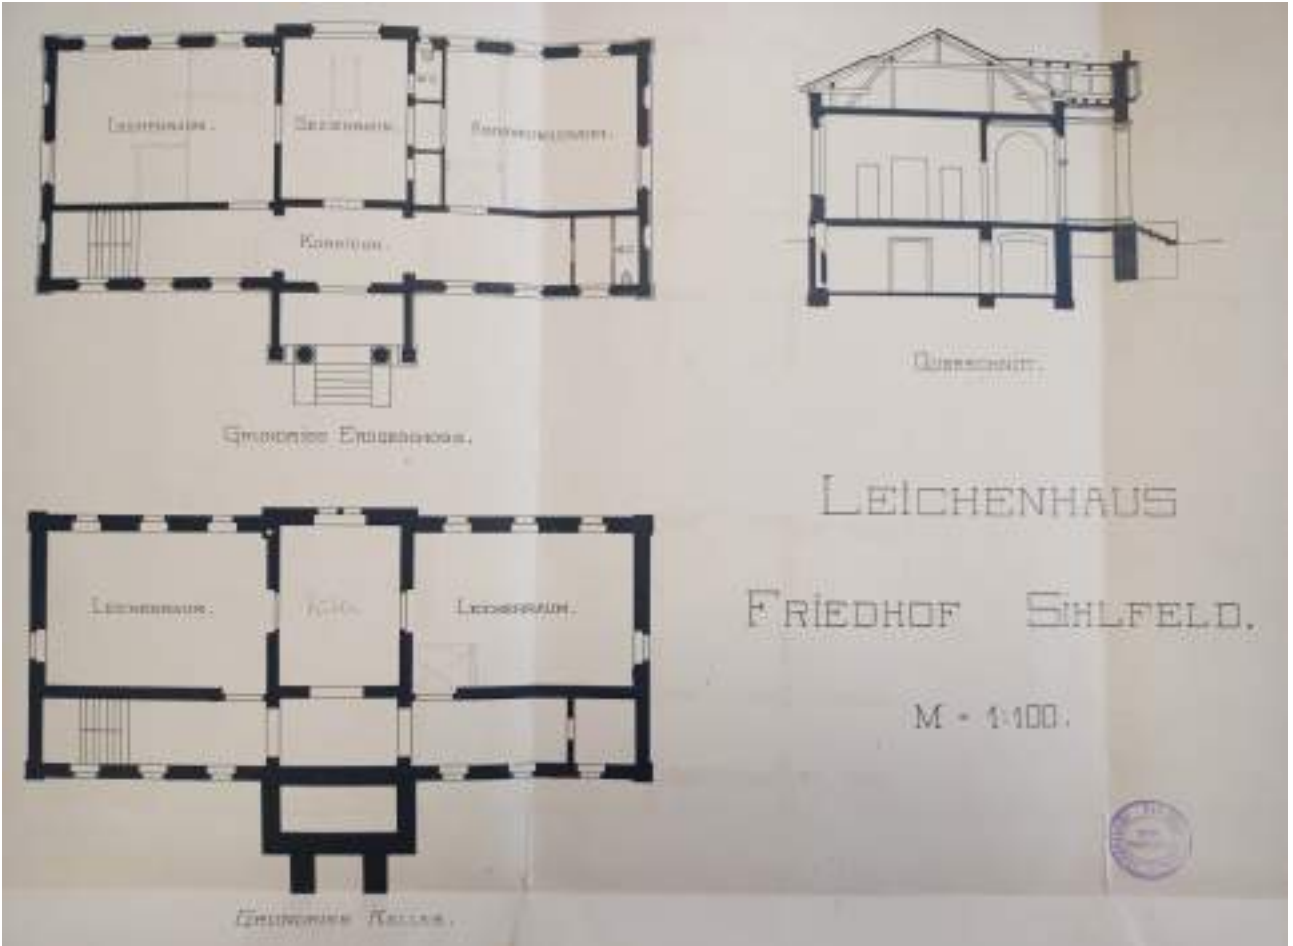 Leichenraum.
Sezierraum.
W.C.
Korridor.
W.C.
Grundriss Erdgeschoss.
Querschnitt.
Leichenhaus
Friedhof Sihlfeld.
M = 1:100.
Leichenraum.
Leichenraum.
Grundriss Keller.